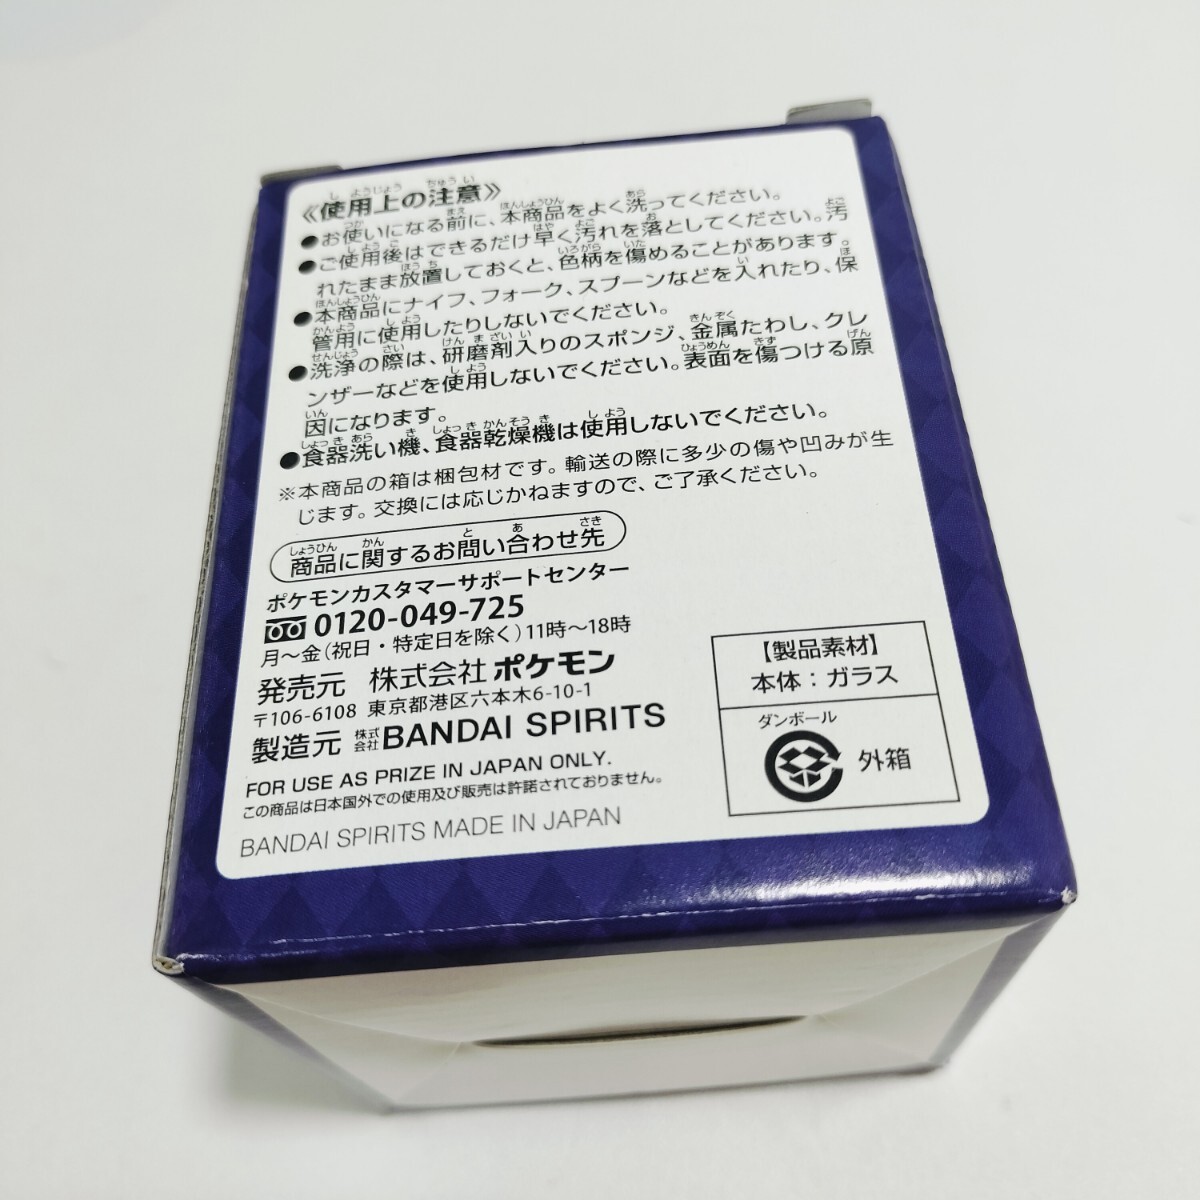 《使用上の注意》
●お使いになる前に、本商品をよく洗ってください。
●ご使用後はできるだけ早く汚れを落としてください。汚
れたまま放置しておくと、色柄を傷めることがあります。
●本商品にナイフ、フォーク、スプーンなどを入れたり、保
管用に使用したりしないでください。
●洗浄の際は、研磨剤入りのスポンジ、金属たわし、クレ
ンザーなどを使用しないでください。表面を傷つける原
因になります。
●食器洗い機、食器乾燥機は使用しないでください。
※本商品の箱は梱包材です。輸送の際に多少の傷や凹みが生
じます。交換には応じかねますので、ご了承ください。
商品に関するお問い合わせ先
ポケモンカスタマーサポートセンター
0120-049-725
月〜金(祝日・特定日を除く)11時〜18時
発売元 株式会社ポケモン
〒106-6108 東京都港区六本木6-10-1
製造元 株式会社BANDAI SPIRITS
FOR USE AS PRIZE IN JAPAN ONLY.
この商品は日本国外での使用及び販売は許諾されておりません。
BANDAI SPIRITS MADE IN JAPAN
【製品素材】
本体：ガラス
ダンボール
外箱